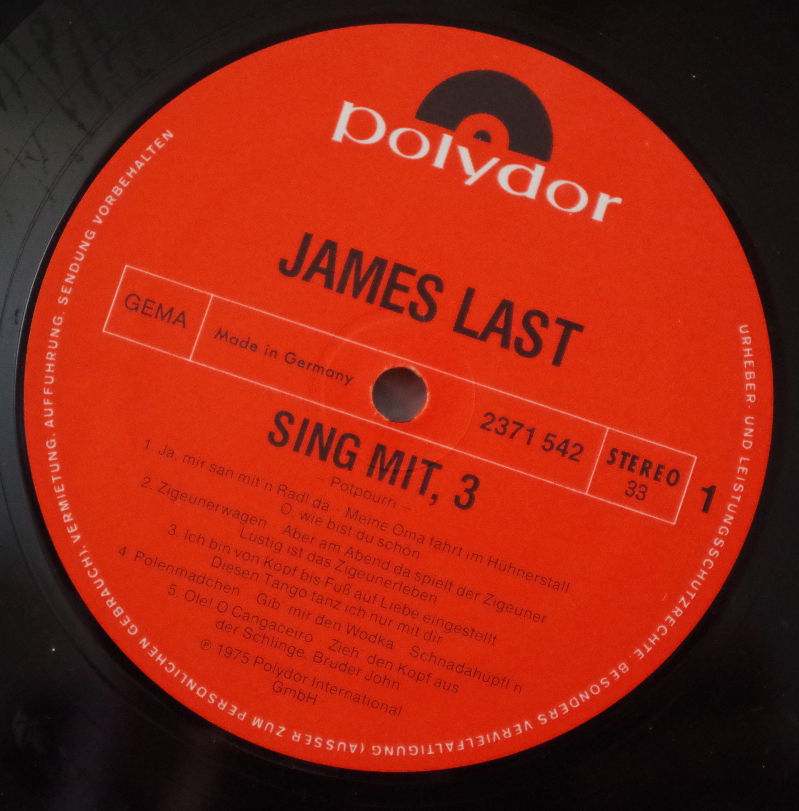 polydor
JAMES LAST
GEMA
Made in Germany
2371 542
STEREO
33
1
SING MIT, 3
– Potpourri –
1. Ja, mir san mit'n Radl da Meine Oma fährt im Hühnerstall
O, wie bist du schön
2. Zigeunerwagen Aber am Abend da spielt der Zigeuner
Lustig ist das Zigeunerleben
3. Ich bin von Kopf bis Fuß auf Liebe eingestellt
Diesen Tango tanz ich nur mit dir
4. Polenmädchen Gib mir den Wodka Schnadahüpfl'n
5. Ole! O Cangaceiro Zieh den Kopf aus
der Schlinge, Bruder John
℗ 1975 Polydor International
GmbH
URHEBER- UND LEISTUNGSSCHUTZRECHTE. BESONDERS VERVIELFÄLTIGUNG (AUSSER ZUM PERSÖNLICHEN GEBRAUCH), VERMIETUNG, AUFFÜHRUNG, SENDUNG VORBEHALTEN